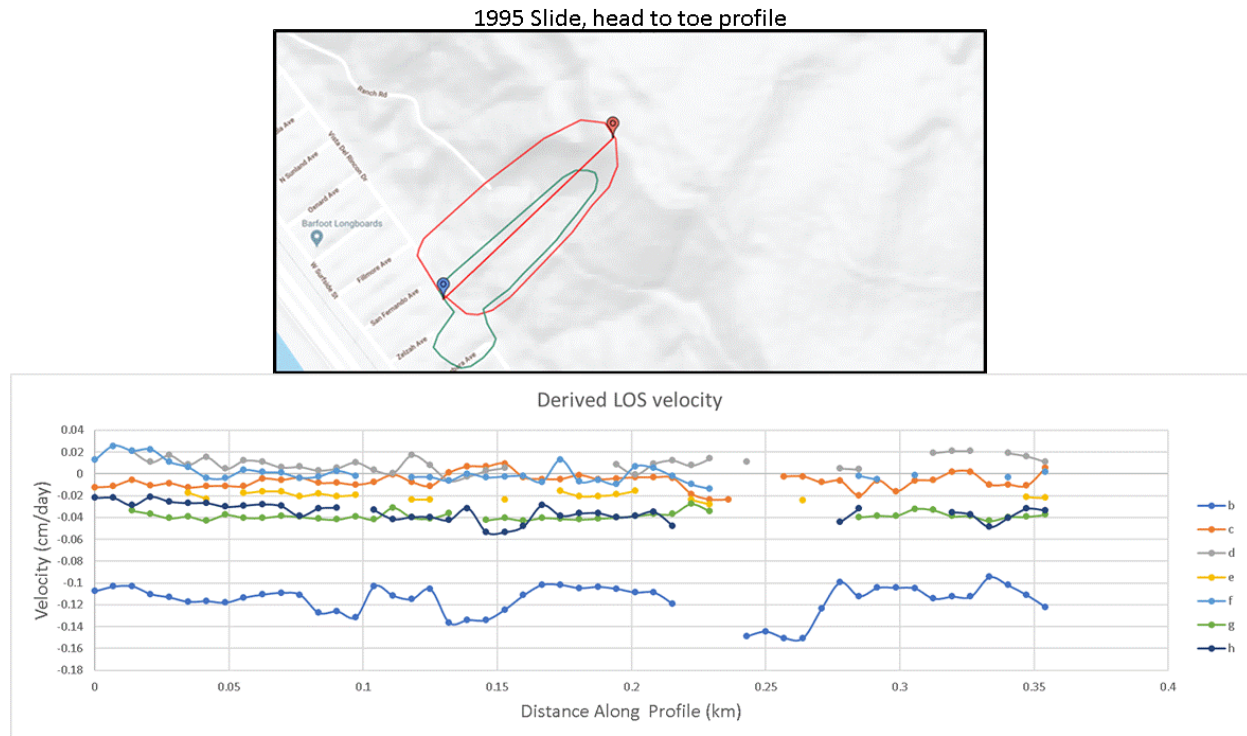 1995 Slide, head to toe profile
Ranch Rd
Vista Del Rincon Dr
N Sunland Ave
Oxnard Ave
Barfoot Longboards
W Surfside St
Fillmore Ave
San Fernando Ave
Zelzah Ave
Ave
Derived LOS velocity
Velocity (cm/day)
0.04
0.02
0
-0.02
-0.04
-0.06
-0.08
-0.1
-0.12
-0.14
-0.16
-0.18
0
0.05
0.1
0.15
0.2
0.25
0.3
0.35
0.4
Distance Along Profile (km)
b
c
d
e
f
g
h